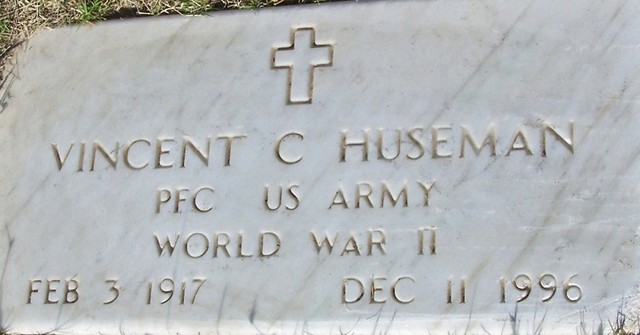 VINCENT C HUSEMAN
PFC US ARMY
WORLD WAR II
FEB 3 1917 DEC 11 1996